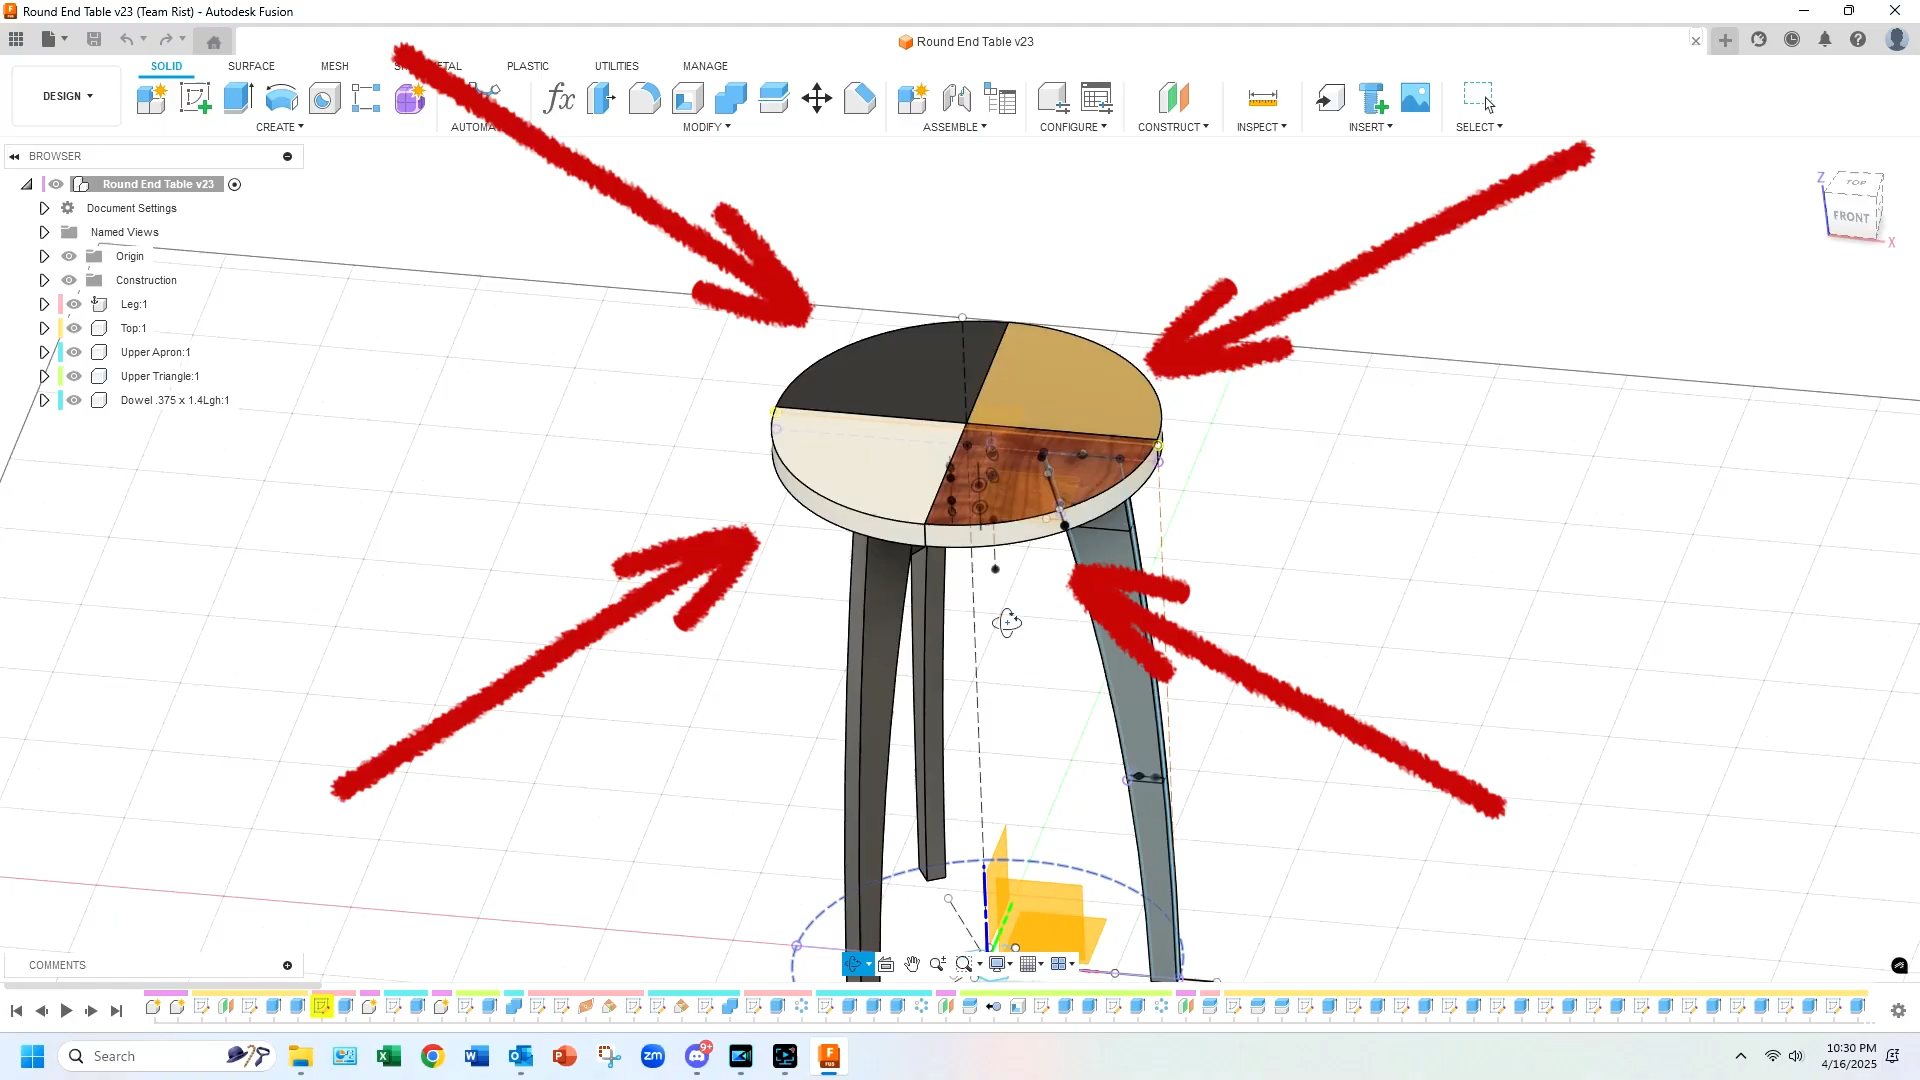 Round End Table v23 (Team Rist) - Autodesk Fusion
Round End Table v23
SOLID SURFACE MESH PLASTIC UTILITIES MANAGE
DESIGN
CREATE MODIFY ASSEMBLE CONFIGURE CONSTRUCT INSPECT INSERT SELECT
BROWSER
Round End Table v23
Document Settings
Named Views
Origin
Construction
Leg:1
Top:1
Upper Apron:1
Upper Triangle:1
Dowel .375 x 1.4Lgh:1
TOP
Z
FRONT
X
COMMENTS
Search
zm
9+
FUS
10:30 PM
4/16/2025